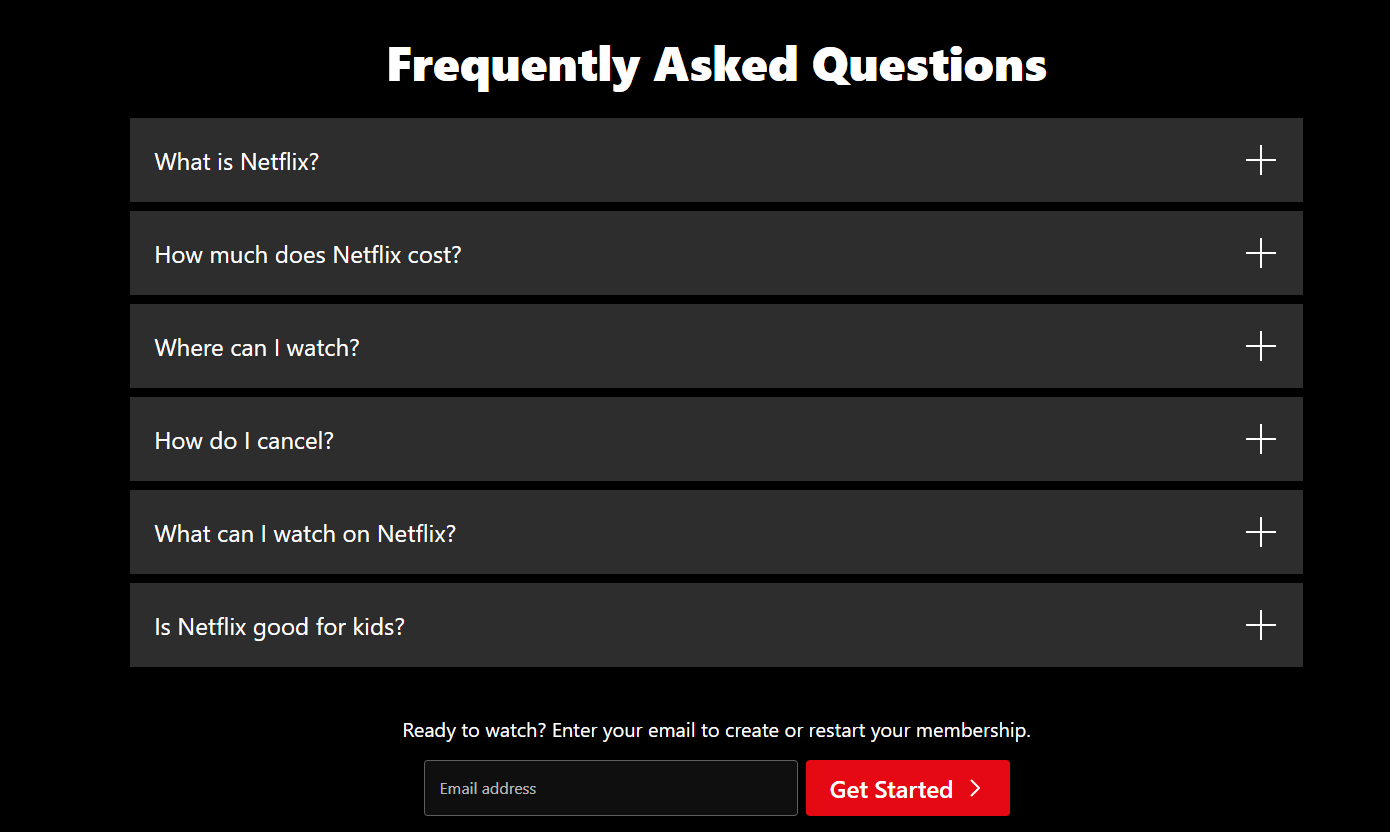 Frequently Asked Questions
What is Netflix?
How much does Netflix cost?
Where can I watch?
How do I cancel?
What can I watch on Netflix?
Is Netflix good for kids?
Ready to watch? Enter your email to create or restart your membership.
Email address
Get Started